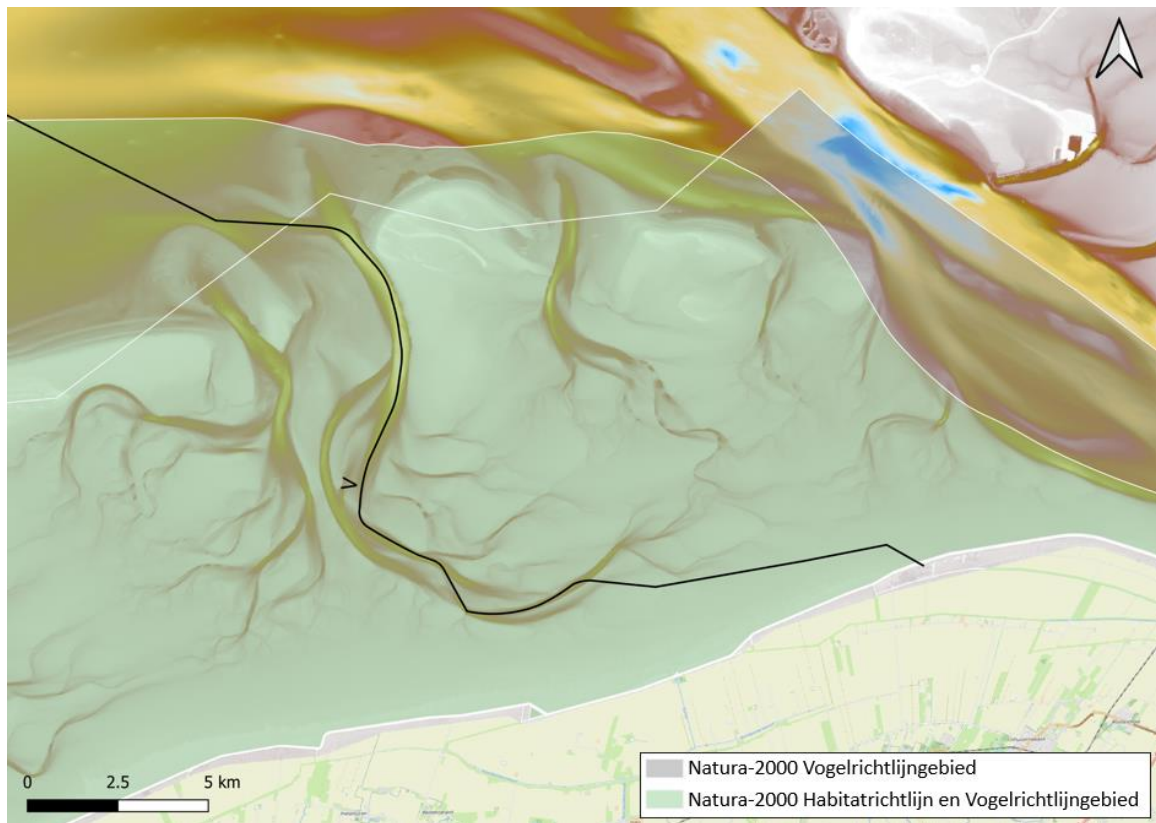 V
0 2.5 5 km
Natura-2000 Vogelrichtlijngebied
Natura-2000 Habitatrichtlijn en Vogelrichtlijngebied